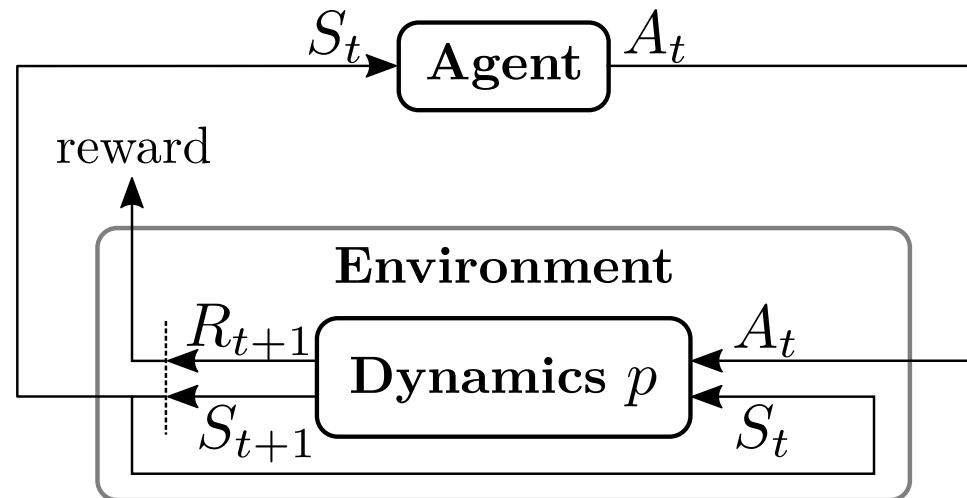 S_t
Agent
A_t
reward
Environment
R_{t+1}
A_t
Dynamics p
S_{t+1}
S_t